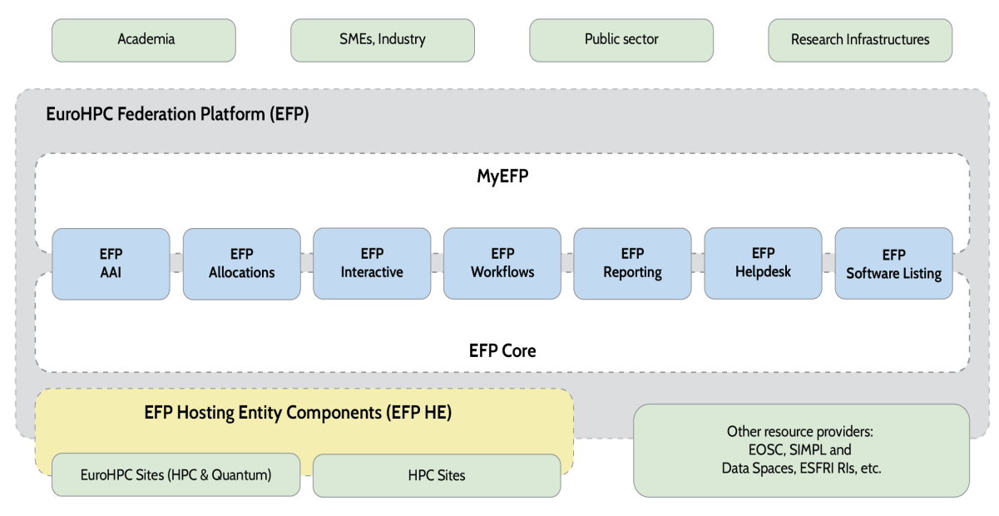 Academia
SMEs, Industry
Public sector
Research Infrastructures
EuroHPC Federation Platform (EFP)
MyEFP
EFP
AAI
EFP
Allocations
EFP
Interactive
EFP
Workflows
EFP
Reporting
EFP
Helpdesk
EFP
Software Listing
EFP Core
EFP Hosting Entity Components (EFP HE)
EuroHPC Sites (HPC & Quantum)
HPC Sites
Other resource providers:
EOSC, SIMPL and
Data Spaces, ESFRI RIs, etc.